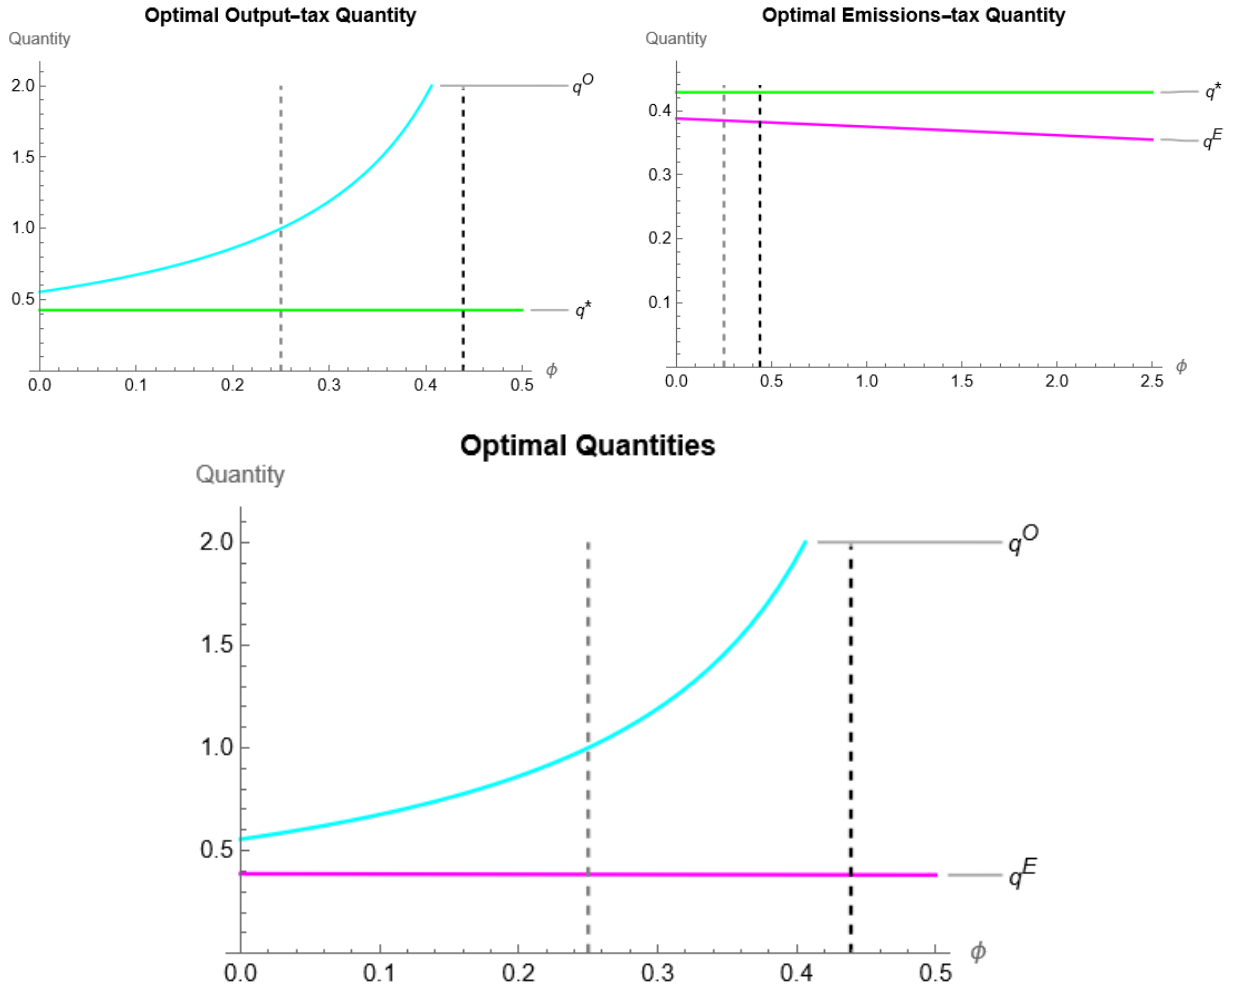 Optimal Output-tax Quantity
Quantity
2.0
1.5
1.0
0.5
0.0 0.1 0.2 0.3 0.4 0.5
ϕ
q^O
q*
Optimal Emissions-tax Quantity
Quantity
0.4
0.3
0.2
0.1
0.0 0.5 1.0 1.5 2.0 2.5
ϕ
q*
q^E
Optimal Quantities
Quantity
2.0
1.5
1.0
0.5
0.0 0.1 0.2 0.3 0.4 0.5
ϕ
q^O
q^E